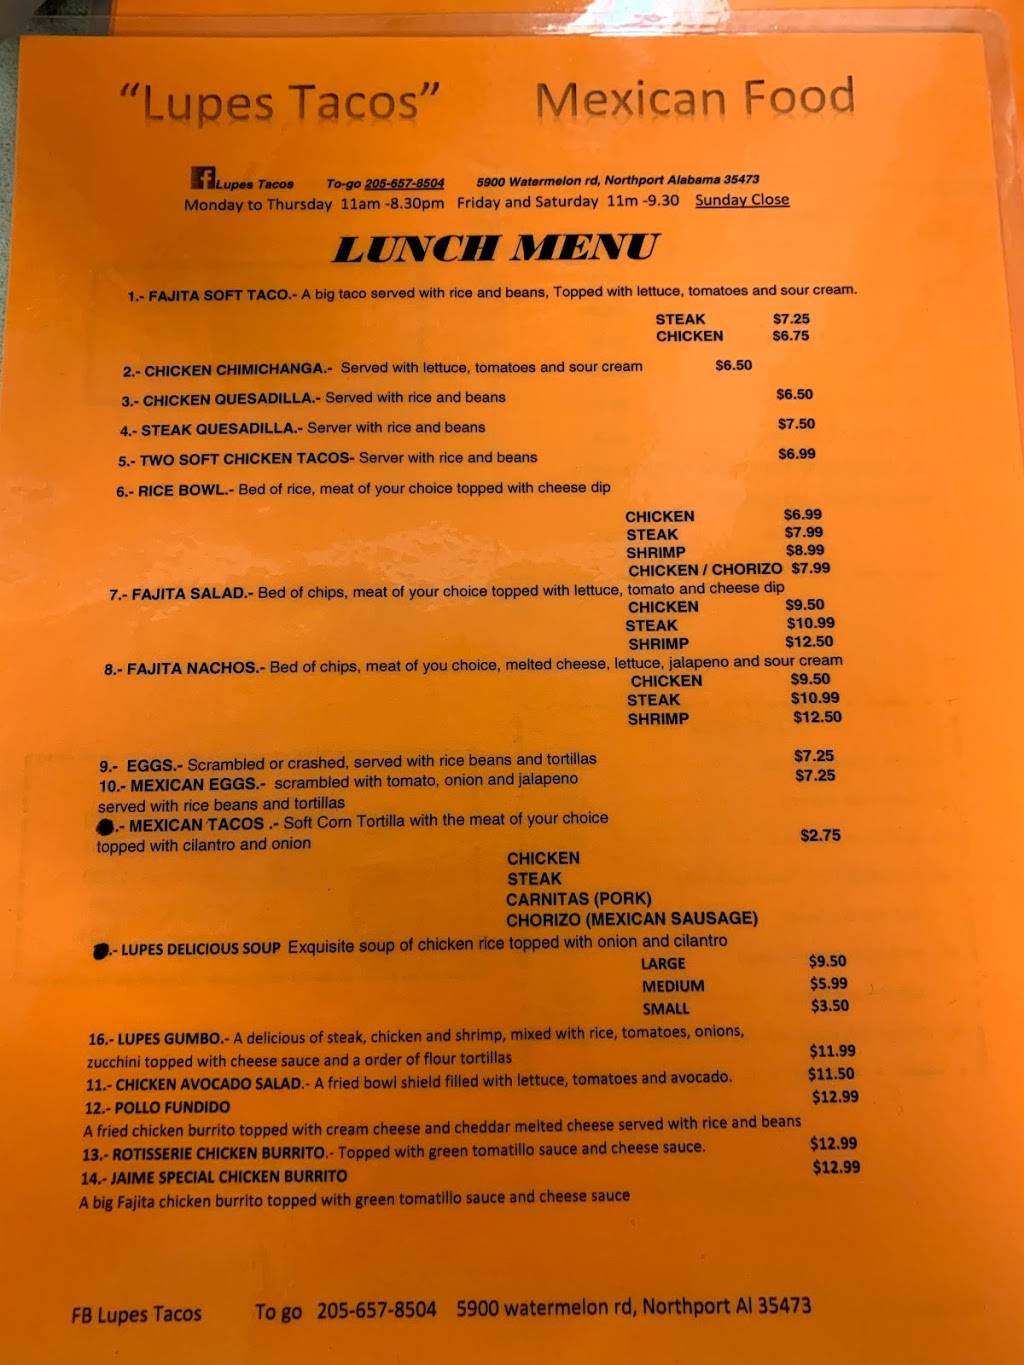 "Lupes Tacos" Mexican Food
f Lupes Tacos To-go 205-657-8504 5900 Watermelon rd, Northport Alabama 35473
Monday to Thursday 11am -8.30pm Friday and Saturday 11m -9.30 Sunday Close
LUNCH MENU
1.- FAJITA SOFT TACO.- A big taco served with rice and beans, Topped with lettuce, tomatoes and sour cream.
STEAK $7.25
CHICKEN $6.75
2.- CHICKEN CHIMICHANGA.- Served with lettuce, tomatoes and sour cream $6.50
3.- CHICKEN QUESADILLA.- Served with rice and beans $6.50
4.- STEAK QUESADILLA.- Server with rice and beans $7.50
5.- TWO SOFT CHICKEN TACOS- Server with rice and beans $6.99
6.- RICE BOWL.- Bed of rice, meat of your choice topped with cheese dip
CHICKEN $6.99
STEAK $7.99
SHRIMP $8.99
CHICKEN / CHORIZO $7.99
7.- FAJITA SALAD.- Bed of chips, meat of your choice topped with lettuce, tomato and cheese dip
CHICKEN $9.50
STEAK $10.99
SHRIMP $12.50
8.- FAJITA NACHOS.- Bed of chips, meat of you choice, melted cheese, lettuce, jalapeno and sour cream
CHICKEN $9.50
STEAK $10.99
SHRIMP $12.50
9.- EGGS.- Scrambled or crashed, served with rice beans and tortillas $7.25
10.- MEXICAN EGGS.- scrambled with tomato, onion and jalapeno $7.25
served with rice beans and tortillas
.- MEXICAN TACOS .- Soft Corn Tortilla with the meat of your choice
topped with cilantro and onion $2.75
CHICKEN
STEAK
CARNITAS (PORK)
CHORIZO (MEXICAN SAUSAGE)
.- LUPES DELICIOUS SOUP Exquisite soup of chicken rice topped with onion and cilantro
LARGE $9.50
MEDIUM $5.99
SMALL $3.50
16.- LUPES GUMBO.- A delicious of steak, chicken and shrimp, mixed with rice, tomatoes, onions,
zucchini topped with cheese sauce and a order of flour tortillas $11.99
11.- CHICKEN AVOCADO SALAD.- A fried bowl shield filled with lettuce, tomatoes and avocado. $11.50
12.- POLLO FUNDIDO $12.99
A fried chicken burrito topped with cream cheese and cheddar melted cheese served with rice and beans
13.- ROTISSERIE CHICKEN BURRITO.- Topped with green tomatillo sauce and cheese sauce. $12.99
14.- JAIME SPECIAL CHICKEN BURRITO $12.99
A big Fajita chicken burrito topped with green tomatillo sauce and cheese sauce
FB Lupes Tacos To go 205-657-8504 5900 watermelon rd, Northport Al 35473